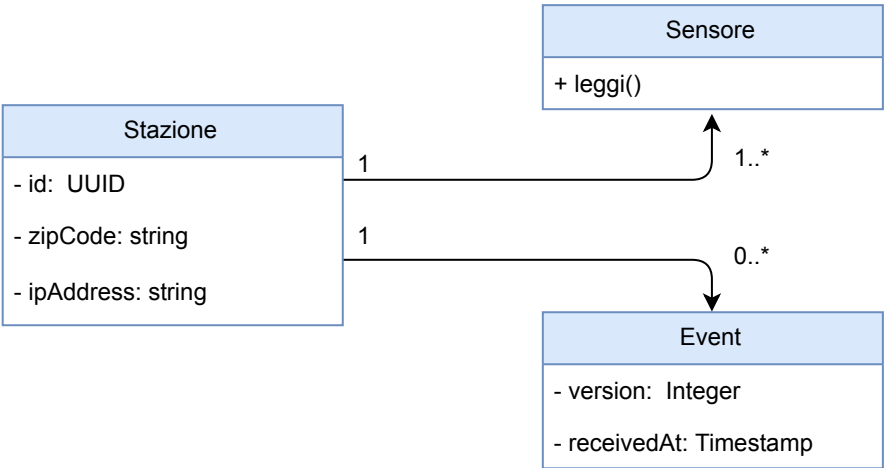 Sensore
+ leggi()
Stazione
- id:  UUID
- zipCode: string
- ipAddress: string
1
1..*
1
0..*
Event
- version:  Integer
- receivedAt: Timestamp